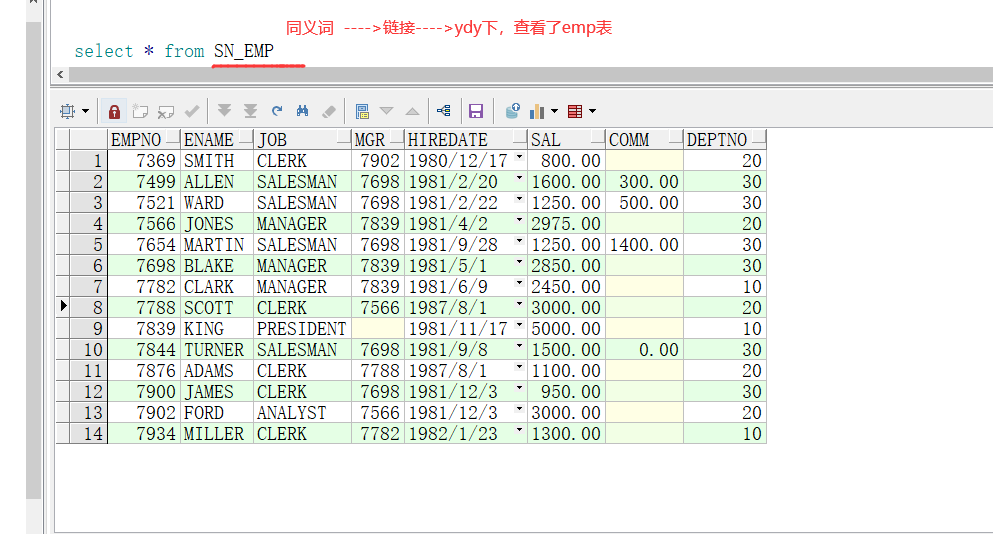 同义词 ---->链接---->ydy下，查看了emp表
select * from SN_EMP
EMPNO ENAME JOB MGR HIREDATE SAL COMM DEPTNO
1 7369 SMITH CLERK 7902 1980/12/17 800.00 20
2 7499 ALLEN SALESMAN 7698 1981/2/20 1600.00 300.00 30
3 7521 WARD SALESMAN 7698 1981/2/22 1250.00 500.00 30
4 7566 JONES MANAGER 7839 1981/4/2 2975.00 20
5 7654 MARTIN SALESMAN 7698 1981/9/28 1250.00 1400.00 30
6 7698 BLAKE MANAGER 7839 1981/5/1 2850.00 30
7 7782 CLARK MANAGER 7839 1981/6/9 2450.00 10
8 7788 SCOTT CLERK 7566 1987/8/1 3000.00 20
9 7839 KING PRESIDENT 1981/11/17 5000.00 10
10 7844 TURNER SALESMAN 7698 1981/9/8 1500.00 0.00 30
11 7876 ADAMS CLERK 7788 1987/8/1 1100.00 20
12 7900 JAMES CLERK 7698 1981/12/3 950.00 30
13 7902 FORD ANALYST 7566 1981/12/3 3000.00 20
14 7934 MILLER CLERK 7782 1982/1/23 1300.00 10